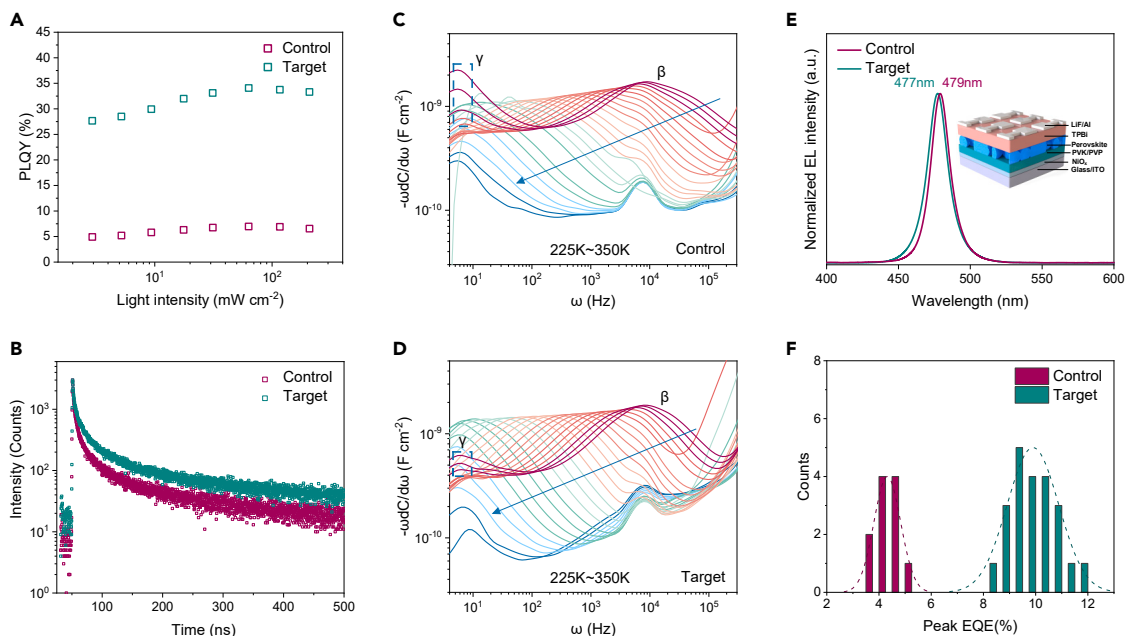 A
45
40
35
30
25
20
15
10
5
0
PILQY (%)
Control
Target
10¹
10²
Light intensity (mW cm⁻²)
B
10³
10²
10¹
10⁰
Intensity (Counts)
Control
Target
100
200
300
400
500
Time (ns)
C
γ
β
10⁻⁹
10⁻¹⁰
-ωdC/dω (F cm⁻²)
225K~350K
Control
10¹
10²
10³
10⁴
10⁵
ω (Hz)
D
γ
β
10⁻⁹
10⁻¹⁰
-ωdC/dω (F cm⁻²)
225K~350K
Target
10¹
10²
10³
10⁴
10⁵
ω (Hz)
E
Control
Target
477nm
479nm
LiF/Al
TPBi
Perovskite
PVK/PVP
NiOₓ
Glass/ITO
Normalized EL intensity (a.u.)
400
450
500
550
600
Wavelength (nm)
F
8
6
4
2
0
Counts
Control
Target
2
4
6
8
10
12
Peak EQE(%)